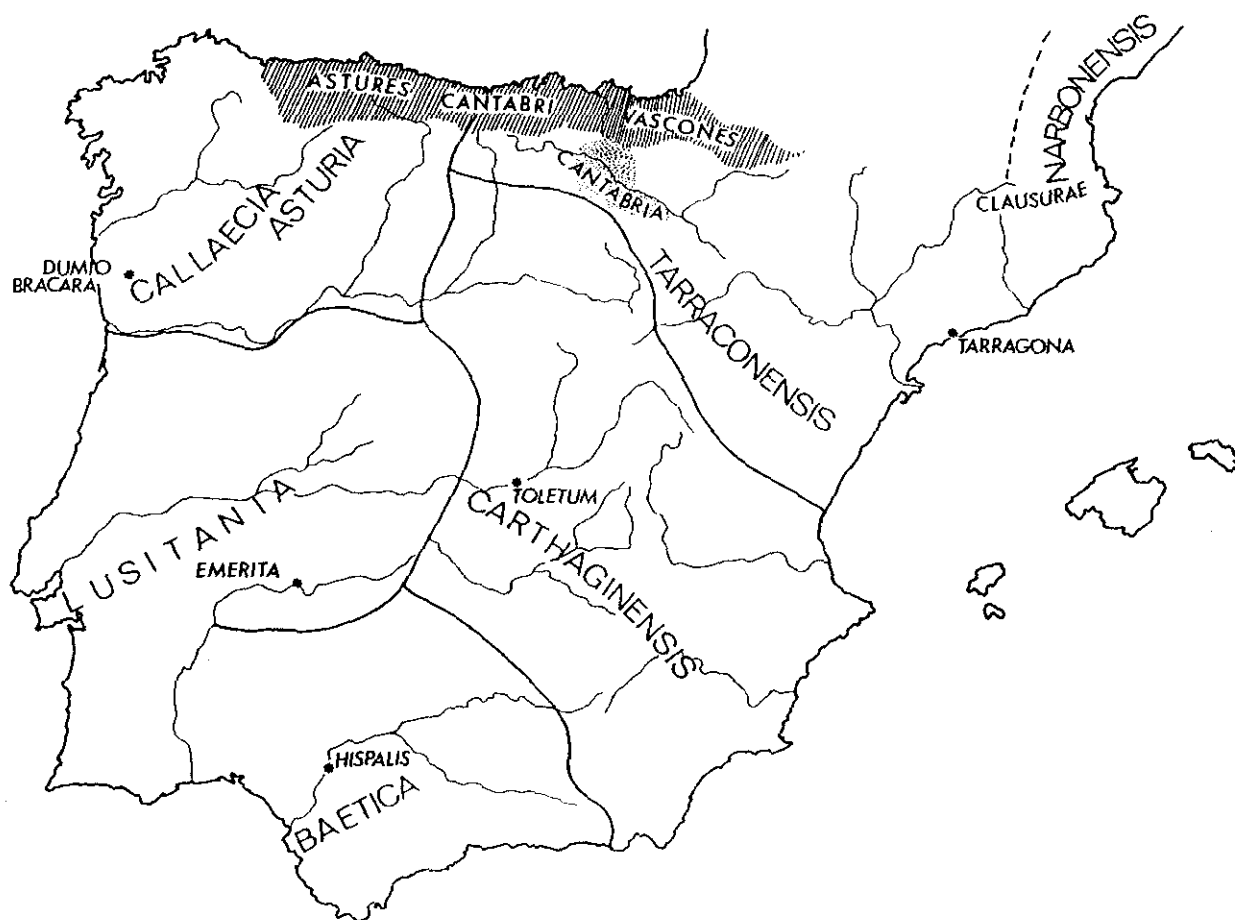 NARBONENSIS
ASTURES
CANTABRI
VASCONES
CANTABRIA
CLAUSURAE
CALLAECIA
ASTURIA
DUMIO
BRACARA
TARRACONENSIS
TARRAGONA
TOLETUM
CARTHAGINENSIS
LUSITANIA
EMERITA
HISPALIS
BAETICA